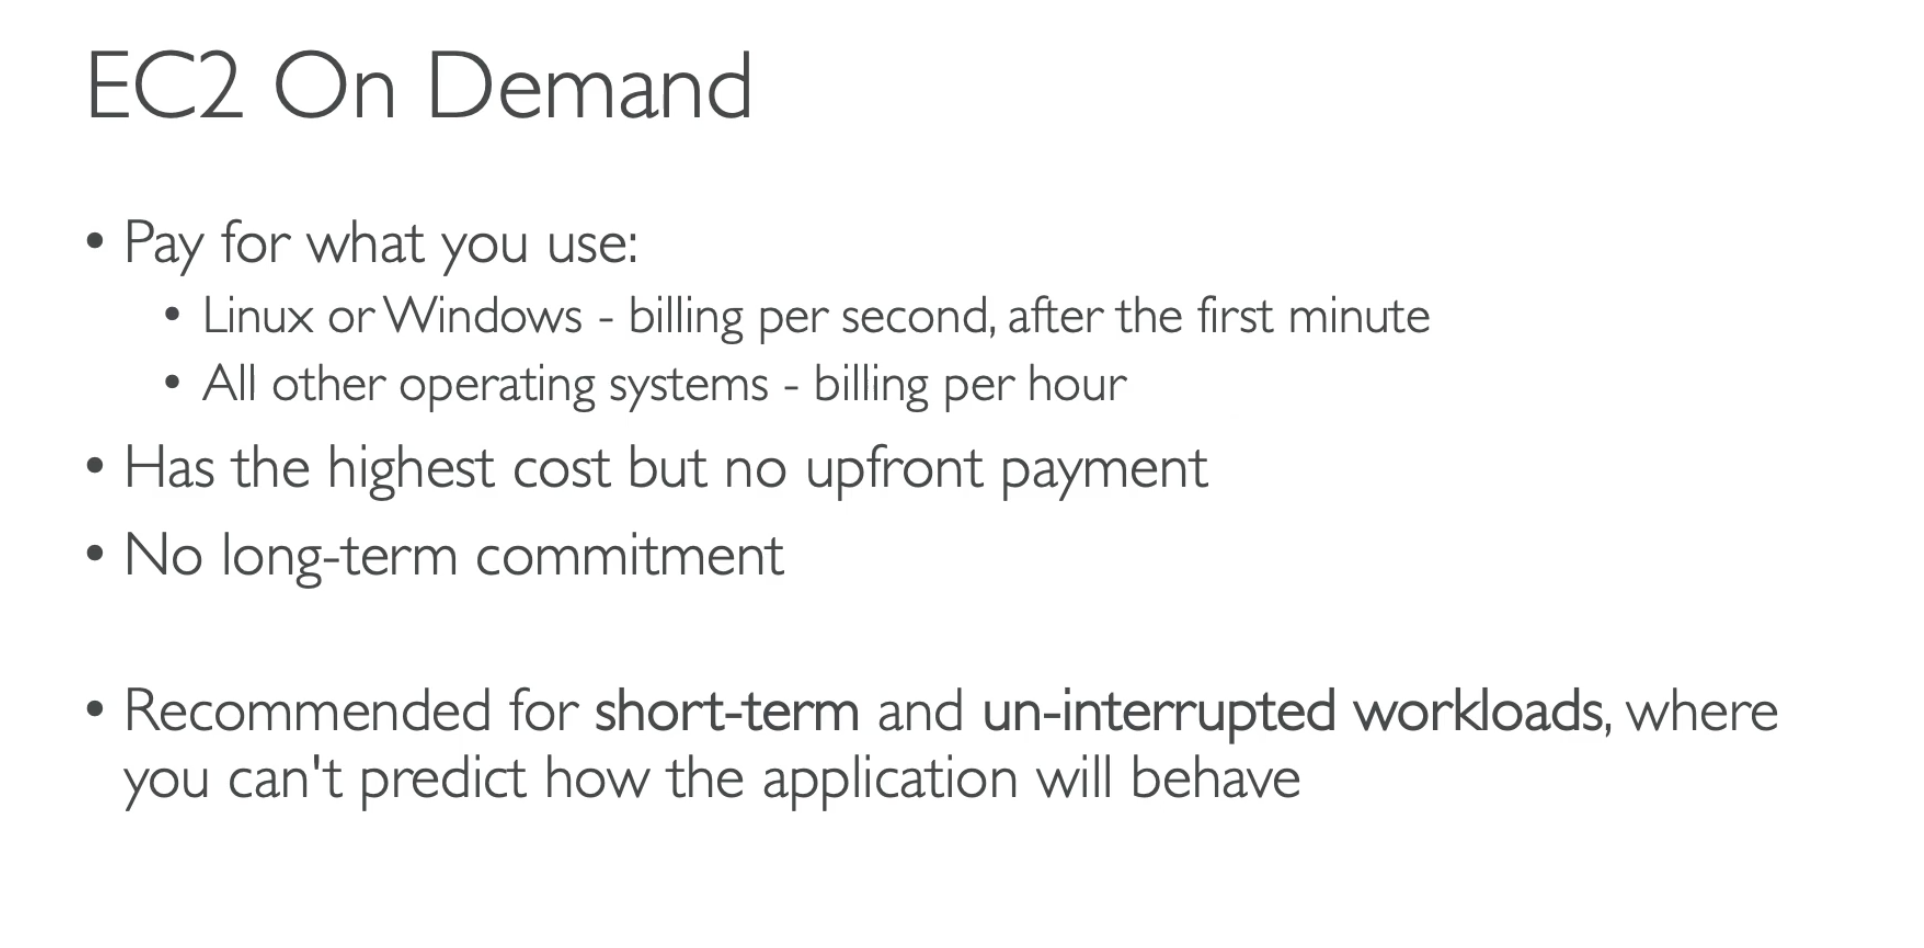 EC2 On Demand
• Pay for what you use:
• Linux or Windows - billing per second, after the first minute
• All other operating systems - billing per hour
• Has the highest cost but no upfront payment
• No long-term commitment
• Recommended for short-term and un-interrupted workloads, where
you can't predict how the application will behave